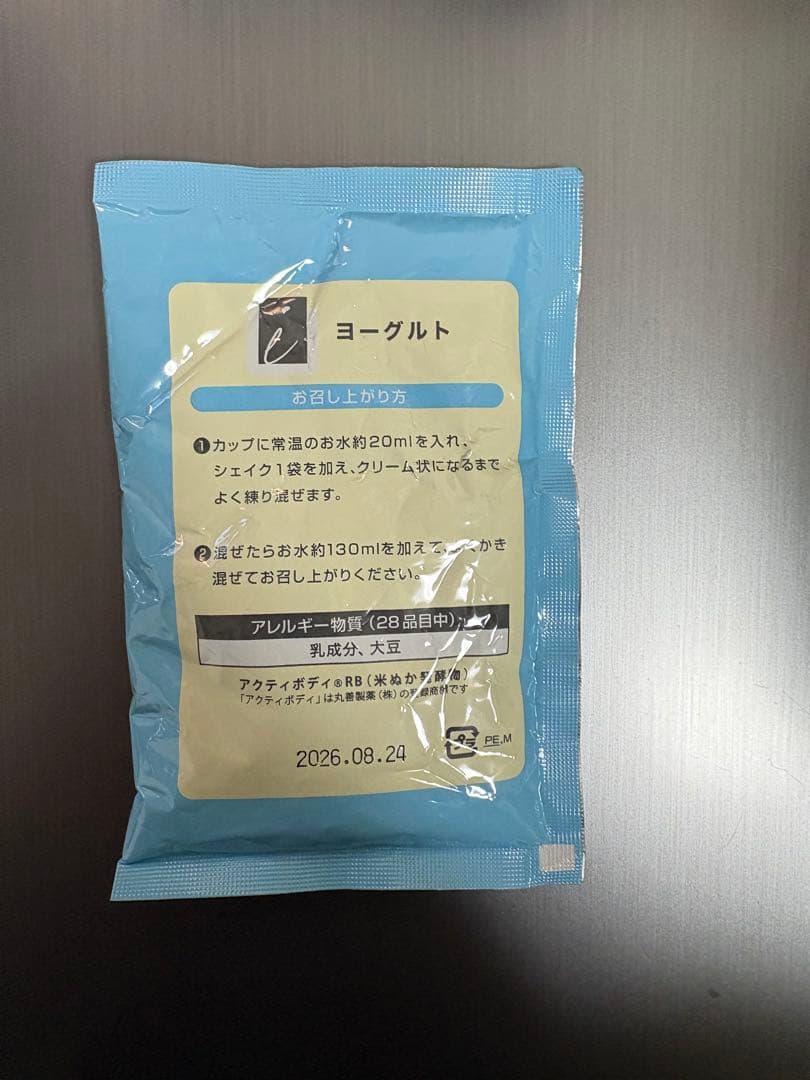 ヨーグルト
お召し上がり方
❶カップに常温のお水約20mlを入れ、
シェイク1袋を加え、クリーム状になるまで
よく練り混ぜます。
❷混ぜたらお水約130mlを加えて、かき
混ぜてお召し上がりください。
アレルギー物質(28品目中)
乳成分、大豆
アクティボディ®RB(米ぬか発酵物)
「アクティボディ」は丸善製薬(株)の登録商標です
2026.08.24
プラ PE,M